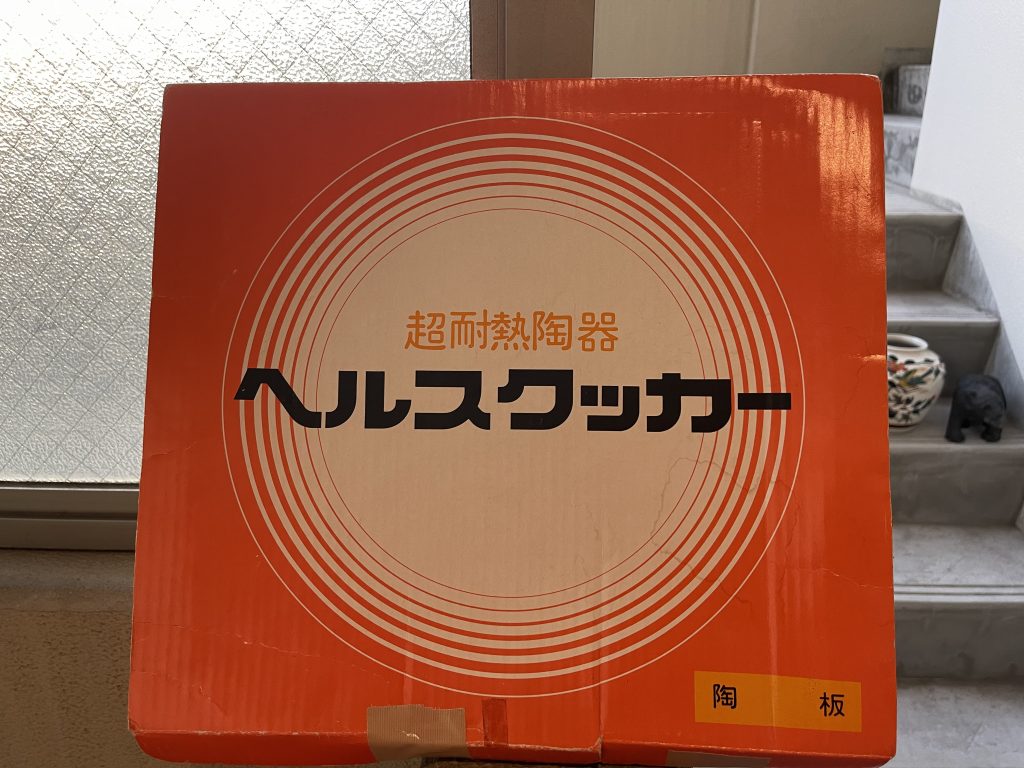 超耐熱陶器
ヘルスクッカー
陶 板